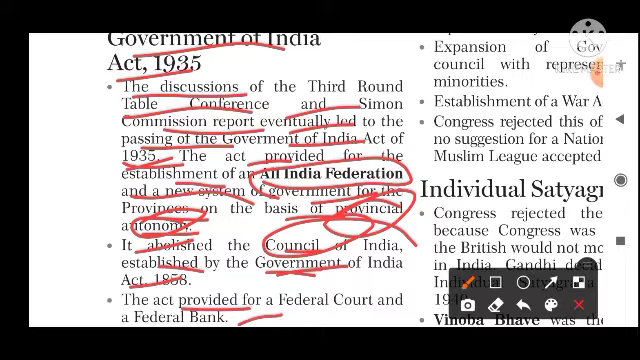 Government of India
Act, 1935
The discussions of the Third Round
Table Conference and Simon
Commission report eventually led to the
passing of the Goverment of India Act of
1935. The act provided for the
establishment of an All India Federation
and a new system of government for the
Provinces on the basis of provincial
autonomy.
It abolished the Council of India,
established by the Government of India
Act, 1858.
The act provided for a Federal Court and
a Federal Bank.
Expansion of Gov
council with represen
minorities.
Establishment of a War A
Congress rejected this of
no suggestion for a Nation
Muslim League accepted
Individual Satyagra
Congress rejected the
because Congress was
the British would not mo
in India. Gandhi
Individual
Vinoba Bhave was the